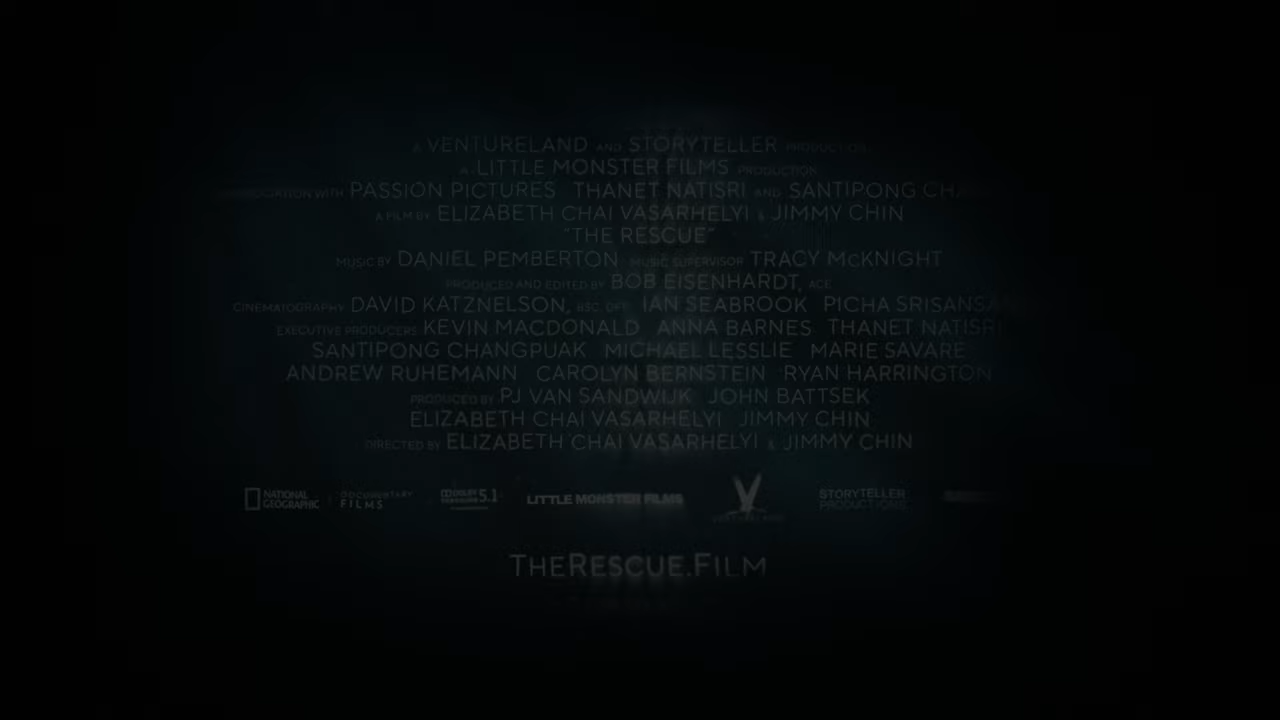 A VENTURELAND AND STORYTELLER PRODUCTION
A LITTLE MONSTER FILMS PRODUCTION
WITH PASSION PICTURES THANET NATISRI AND SANTIPONG
A FILM BY ELIZABETH CHAI VASARHELYI & JIMMY CHIN
"THE RESCUE"
MUSIC BY DANIEL PEMBERTON MUSIC SUPERVISOR TRACY McKNIGHT
PRODUCED AND EDITED BY BOB EISENHARDT, ACE
CINEMATOGRAPHY DAVID KATZNELSON, BSC, DFF IAN SEABROOK PICHA
EXECUTIVE PRODUCERS KEVIN MACDONALD ANNA BARNES THANET NATISRI
SANTIPONG CHANGPUAK MICHAEL LESSLIE MARIE SAVARE
ANDREW RUHEMANN CAROLYN BERNSTEIN RYAN HARRINGTON
PRODUCED BY PJ VAN SANDWIJK JOHN BATTSEK
ELIZABETH CHAI VASARHELYI JIMMY CHIN
DIRECTED BY ELIZABETH CHAI VASARHELYI & JIMMY CHIN
NATIONAL GEOGRAPHIC DOCUMENTARY FILMS DOLBY 5.1 LITTLE MONSTER FILMS STORYTELLER PRODUCTIONS
THERESCUE.FILM